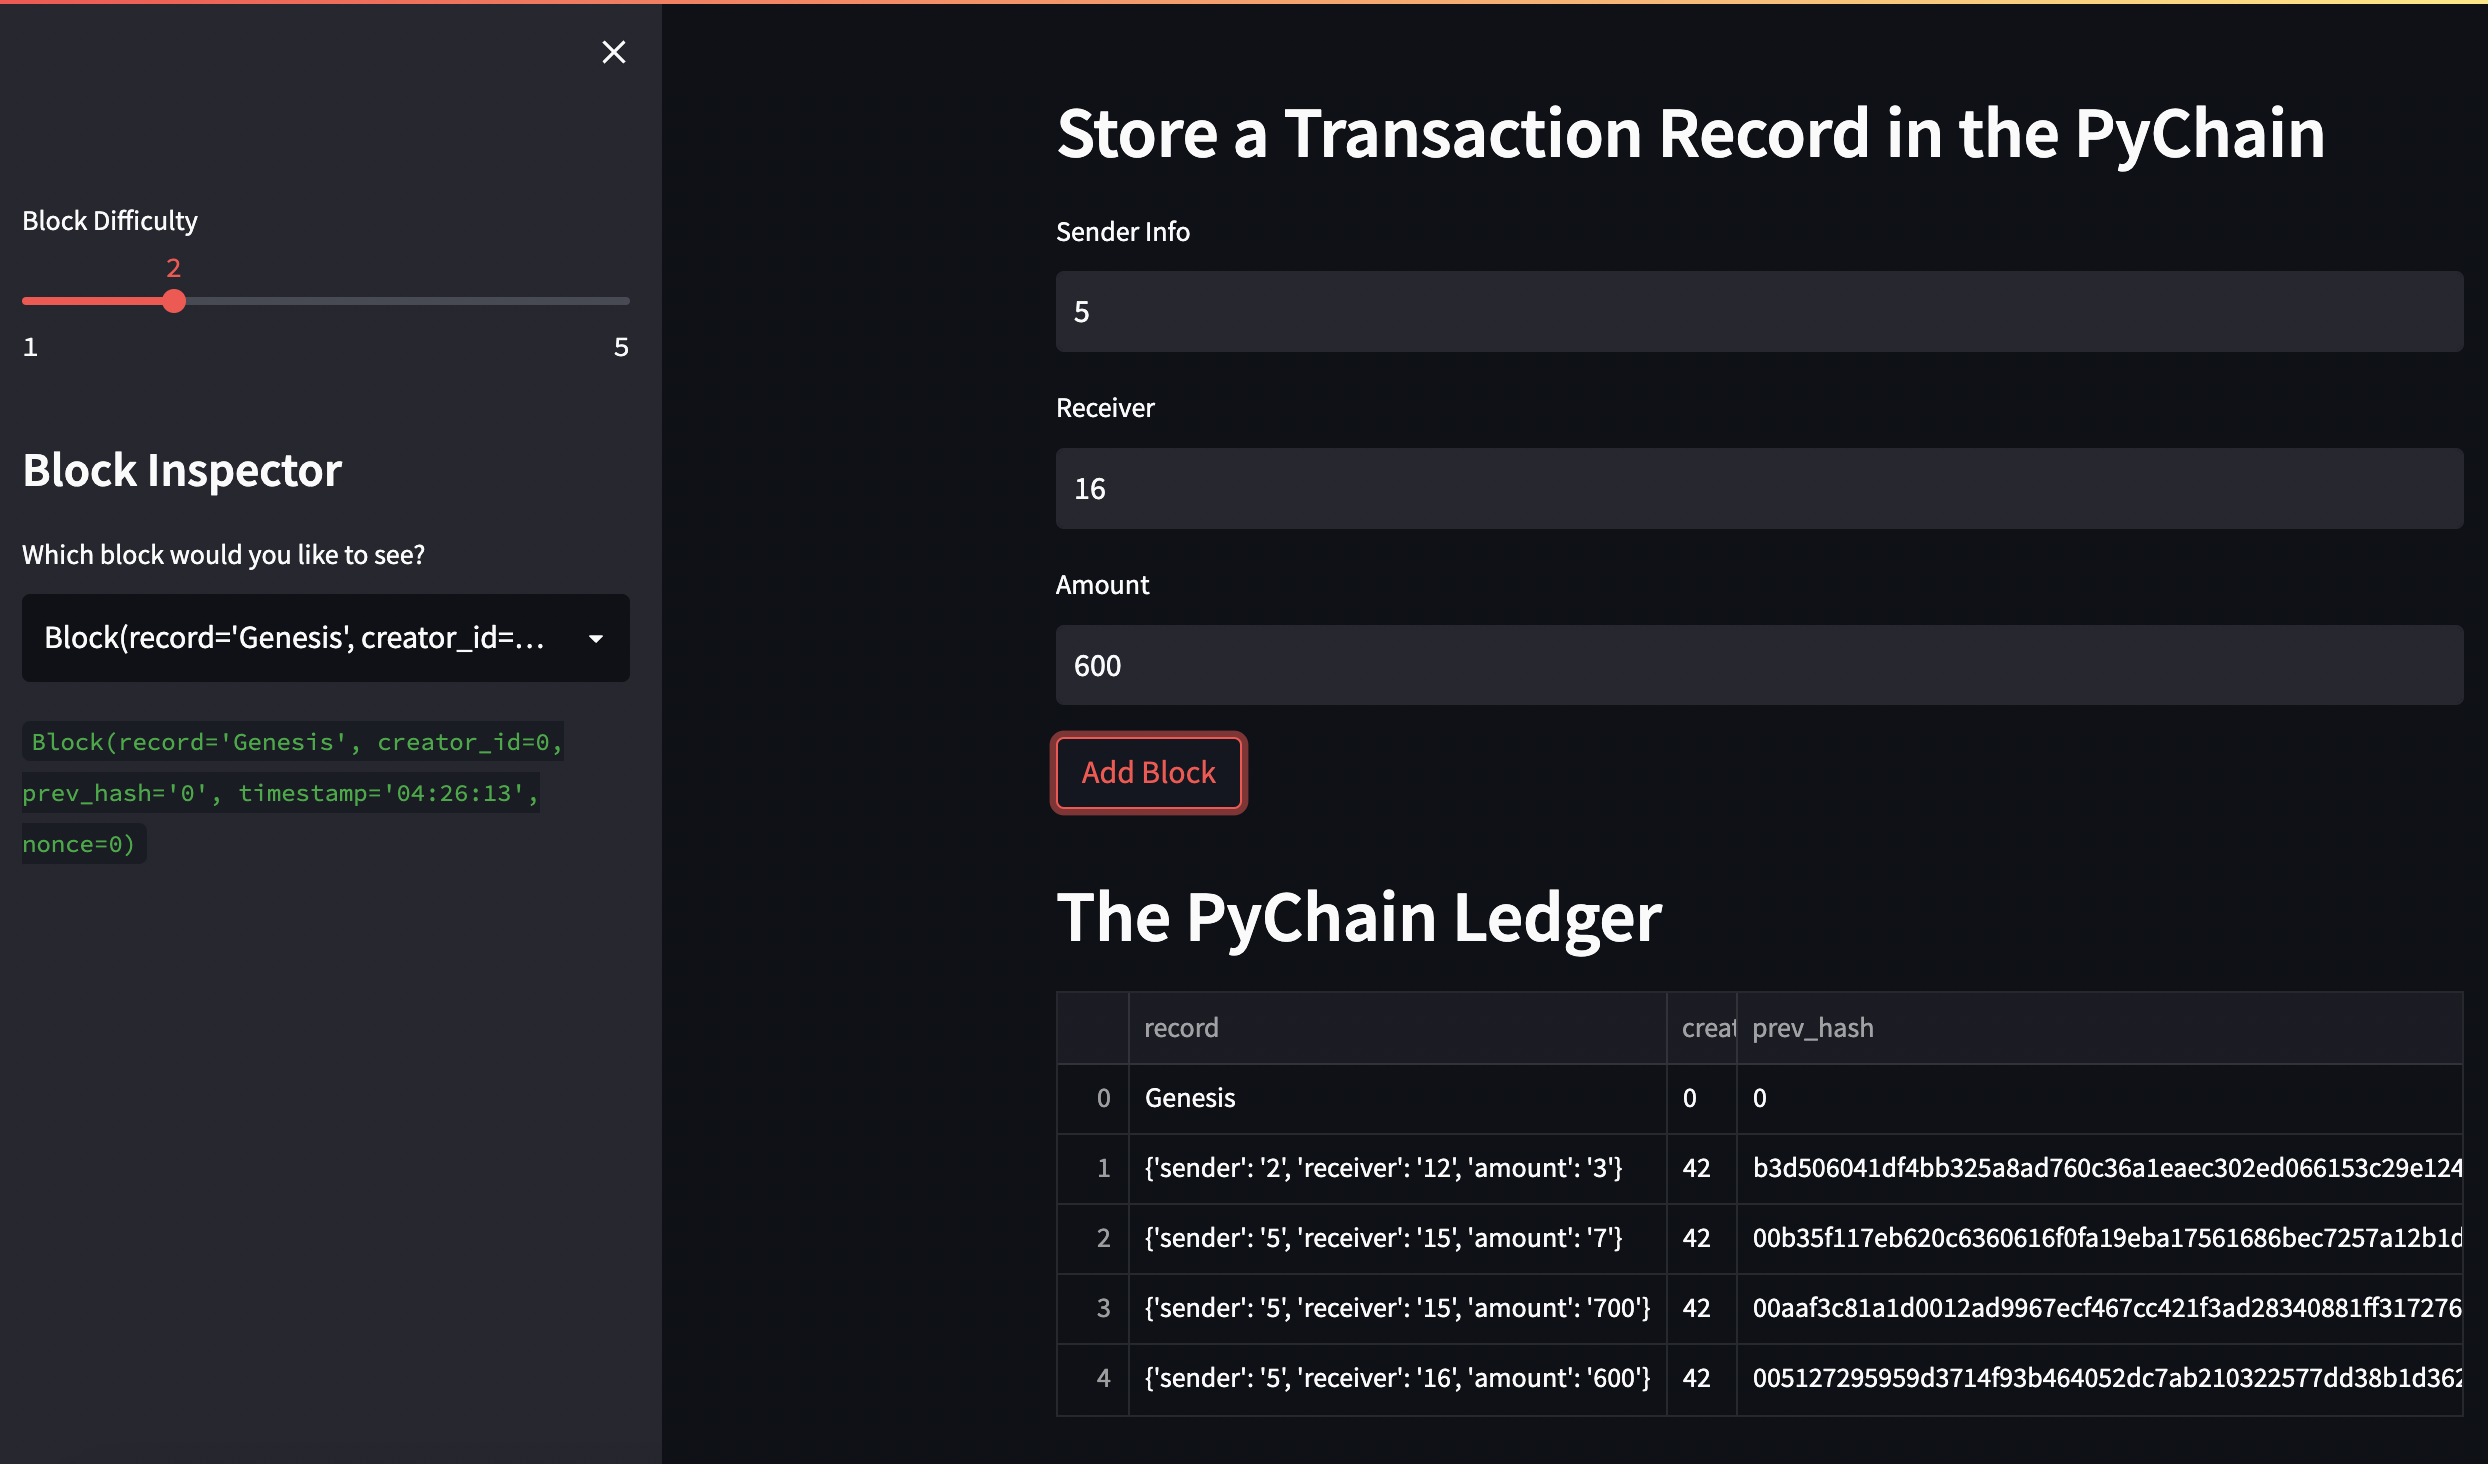 Block Difficulty
2
1 5
Block Inspector
Which block would you like to see?
Block(record='Genesis', creator_id=...
Block(record='Genesis', creator_id=0,
prev_hash='0', timestamp='04:26:13',
nonce=0)
Store a Transaction Record in the PyChain
Sender Info
5
Receiver
16
Amount
600
Add Block
The PyChain Ledger
record creat prev_hash
0 Genesis 0 0
1 {'sender': '2', 'receiver': '12', 'amount': '3'} 42 b3d506041df4bb325a8ad760c36a1eaec302ed066153c29e124
2 {'sender': '5', 'receiver': '15', 'amount': '7'} 42 00b35f117eb620c6360616f0fa19eba17561686bec7257a12b1d
3 {'sender': '5', 'receiver': '15', 'amount': '700'} 42 00aaf3c81a1d0012ad9967ecf467cc421f3ad28340881ff317276
4 {'sender': '5', 'receiver': '16', 'amount': '600'} 42 005127295959d3714f93b464052dc7ab210322577dd38b1d362